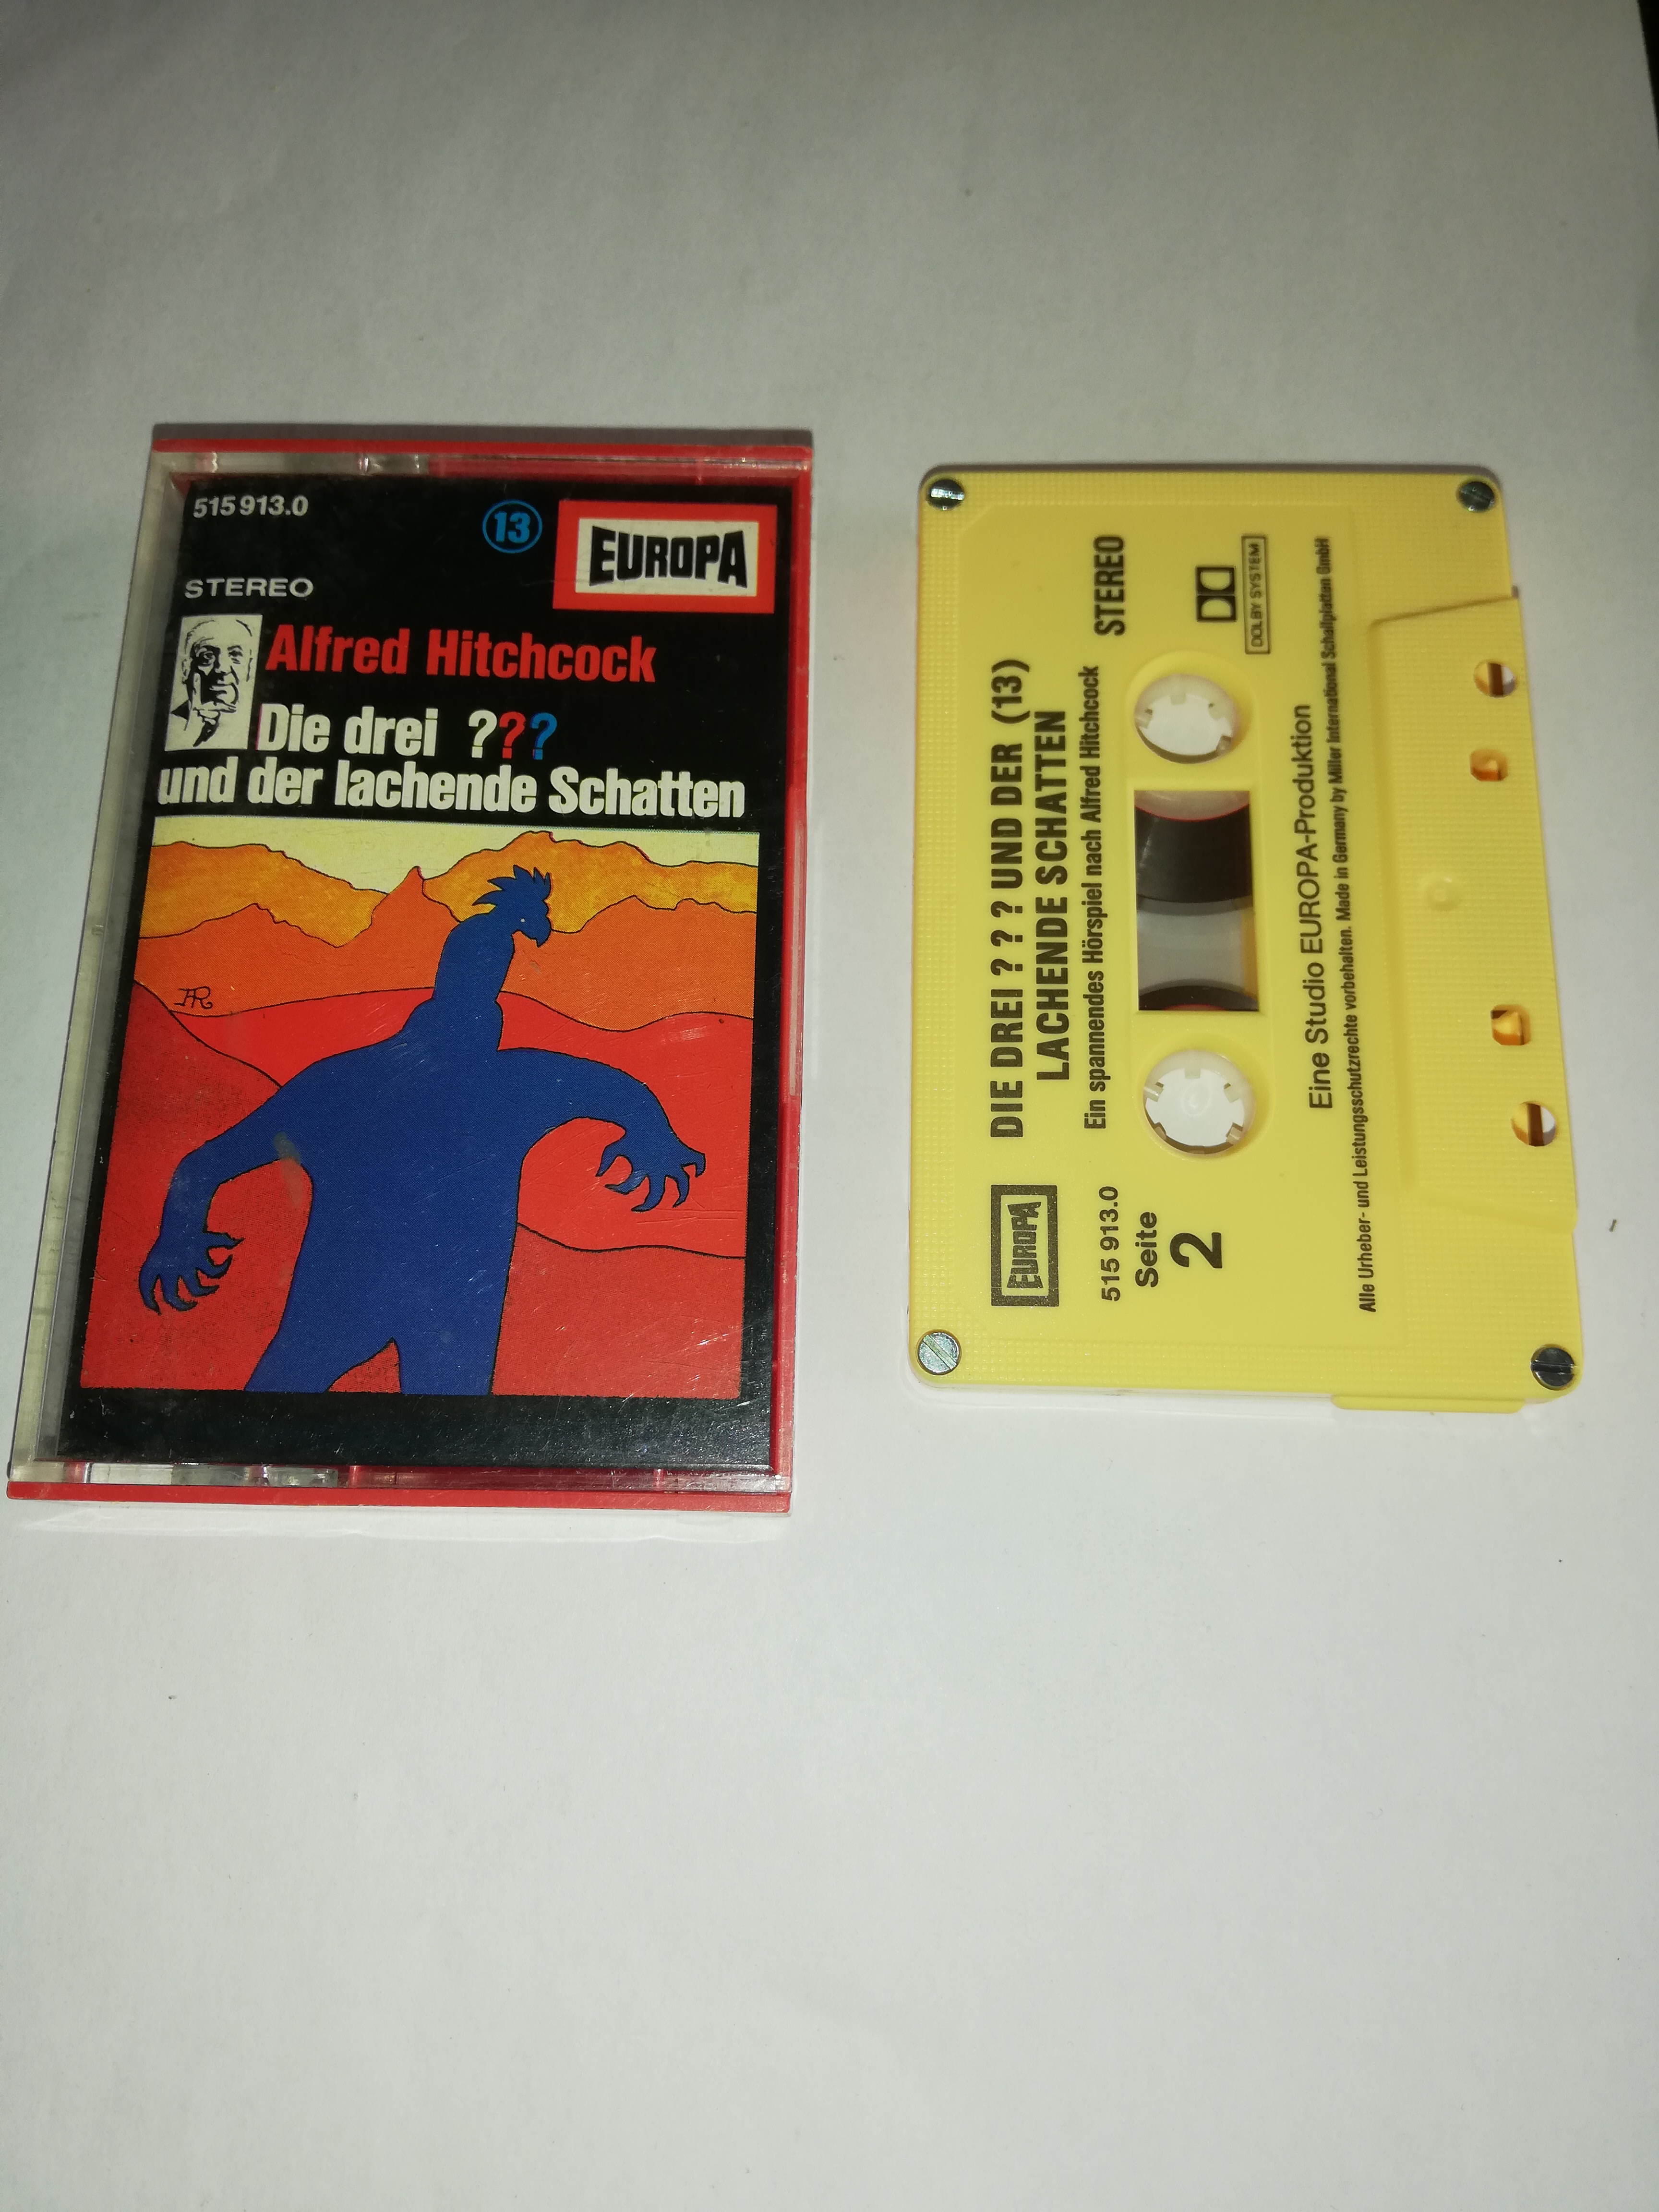 515 913.0
13
EUROPA
STEREO
Alfred Hitchcock
Die drei ???
und der lachende Schatten
AR
DIE DREI ? ? ? UND DER (13)
LACHENDE SCHATTEN
Ein spannendes Hörspiel nach Alfred Hitchcock
STEREO
EUROPA
515 913.0
Seite
2
DOLBY SYSTEM
Eine Studio EUROPA-Produktion
Alle Urheber- und Leistungsschutzrechte vorbehalten. Made in Germany by Miller International Schallplatten GmbH